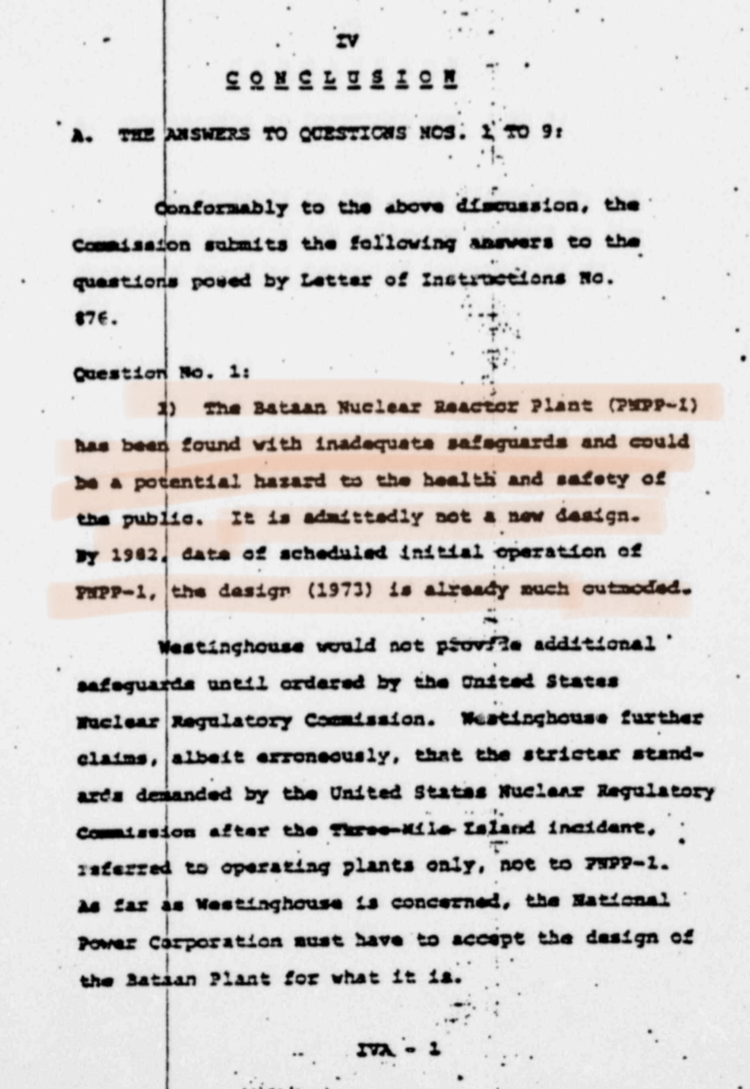 IV
CONCLUSION
A. THE ANSWERS TO QUESTIONS NOS. 1 TO 9:
Conformably to the above discussion, the
Commission submits the following answers to the
questions posed by Letter of Instructions No.
876.
Question No. 1:
1) The Bataan Nuclear Reactor Plant (PNPP-1)
has been found with inadequate safeguards and could
be a potential hazard to the health and safety of
the public. It is admittedly not a new design.
By 1982, date of scheduled initial operation of
PNPP-1, the design (1973) is already much outmoded.
Westinghouse would not provide additional
safeguards until ordered by the United States
Nuclear Regulatory Commission. Westinghouse further
claims, albeit erroneously, that the stricter stand-
ards demanded by the United States Nuclear Regulatory
Commission after the Three-Mile Island incident,
referred to operating plants only, not to PNPP-1.
As far as Westinghouse is concerned, the National
Power Corporation must have to accept the design of
the Bataan Plant for what it is.
IVA - 1